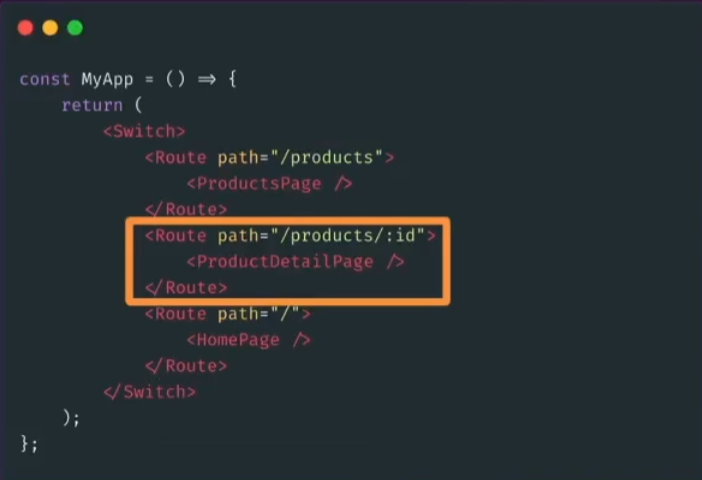 const MyApp = () => {
return (
<Switch>
<Route path="/products">
<ProductsPage />
</Route>
<Route path="/products/:id">
<ProductDetailPage />
</Route>
<Route path="/">
<HomePage />
</Route>
</Switch>
);
};